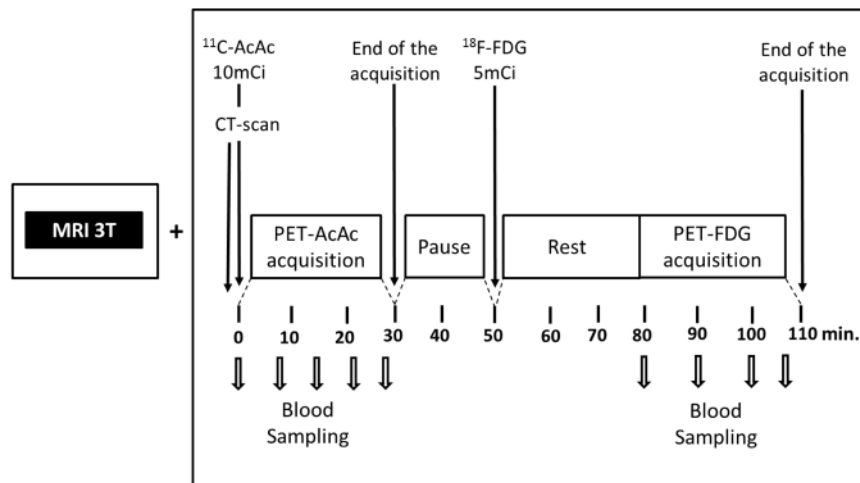 ¹¹C-AcAc
10mCi
CT-scan
End of the
acquisition
¹⁸F-FDG
5mCi
End of the
acquisition
MRI 3T
+
PET-AcAc
acquisition
Pause
Rest
PET-FDG
acquisition
0 10 20 30 40 50 60 70 80 90 100 110 min.
Blood
Sampling
Blood
Sampling